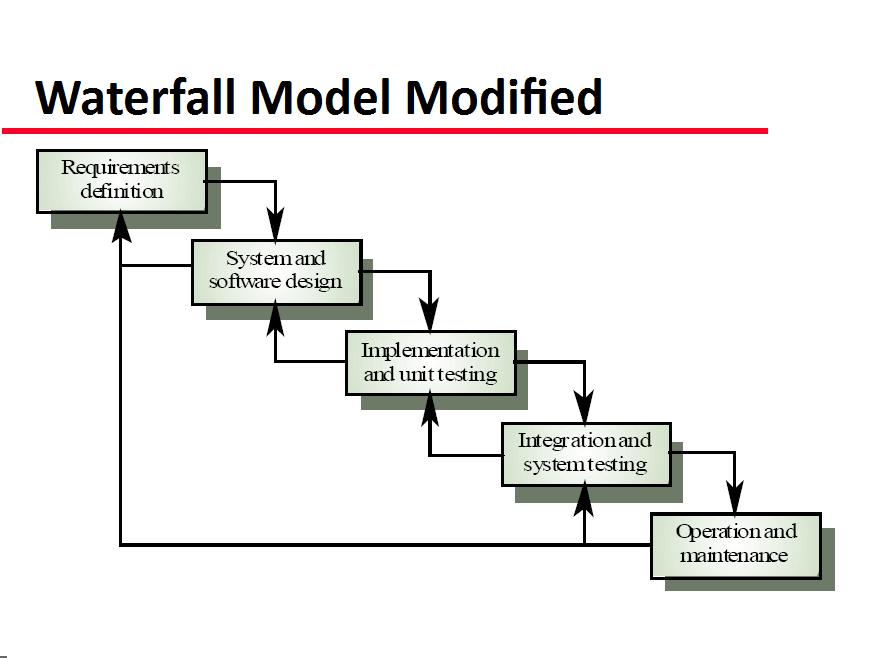 Waterfall Model Modified
Requirements
definition
System and
software design
Implementation
and unit testing
Integration and
system testing
Operation and
maintenance